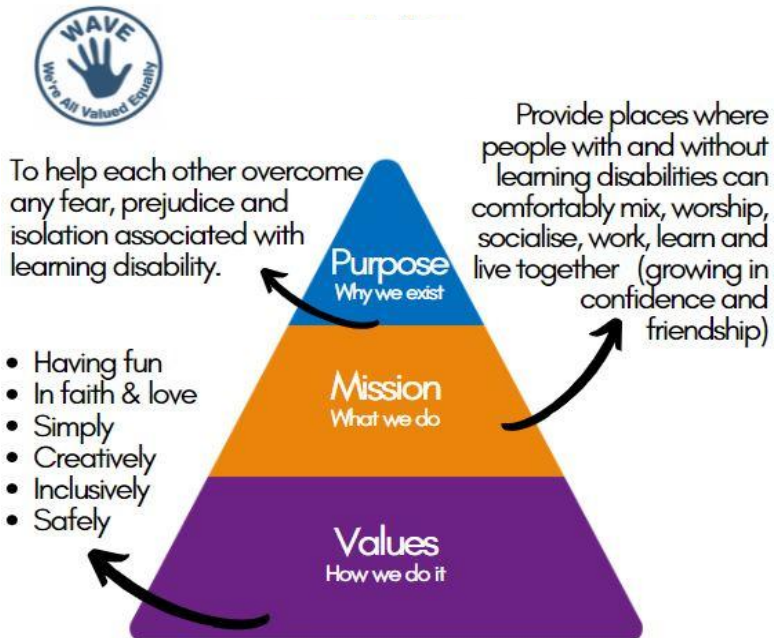 WAVE
We're All Valued Equally
To help each other overcome
any fear, prejudice and
isolation associated with
learning disability.
Provide places where
people with and without
learning disabilities can
comfortably mix, worship,
socialise, work, learn and
live together (growing in
confidence and
friendship)
Purpose
Why we exist
Mission
What we do
• Having fun
• In faith & love
• Simply
• Creatively
• Inclusively
• Safely
Values
How we do it